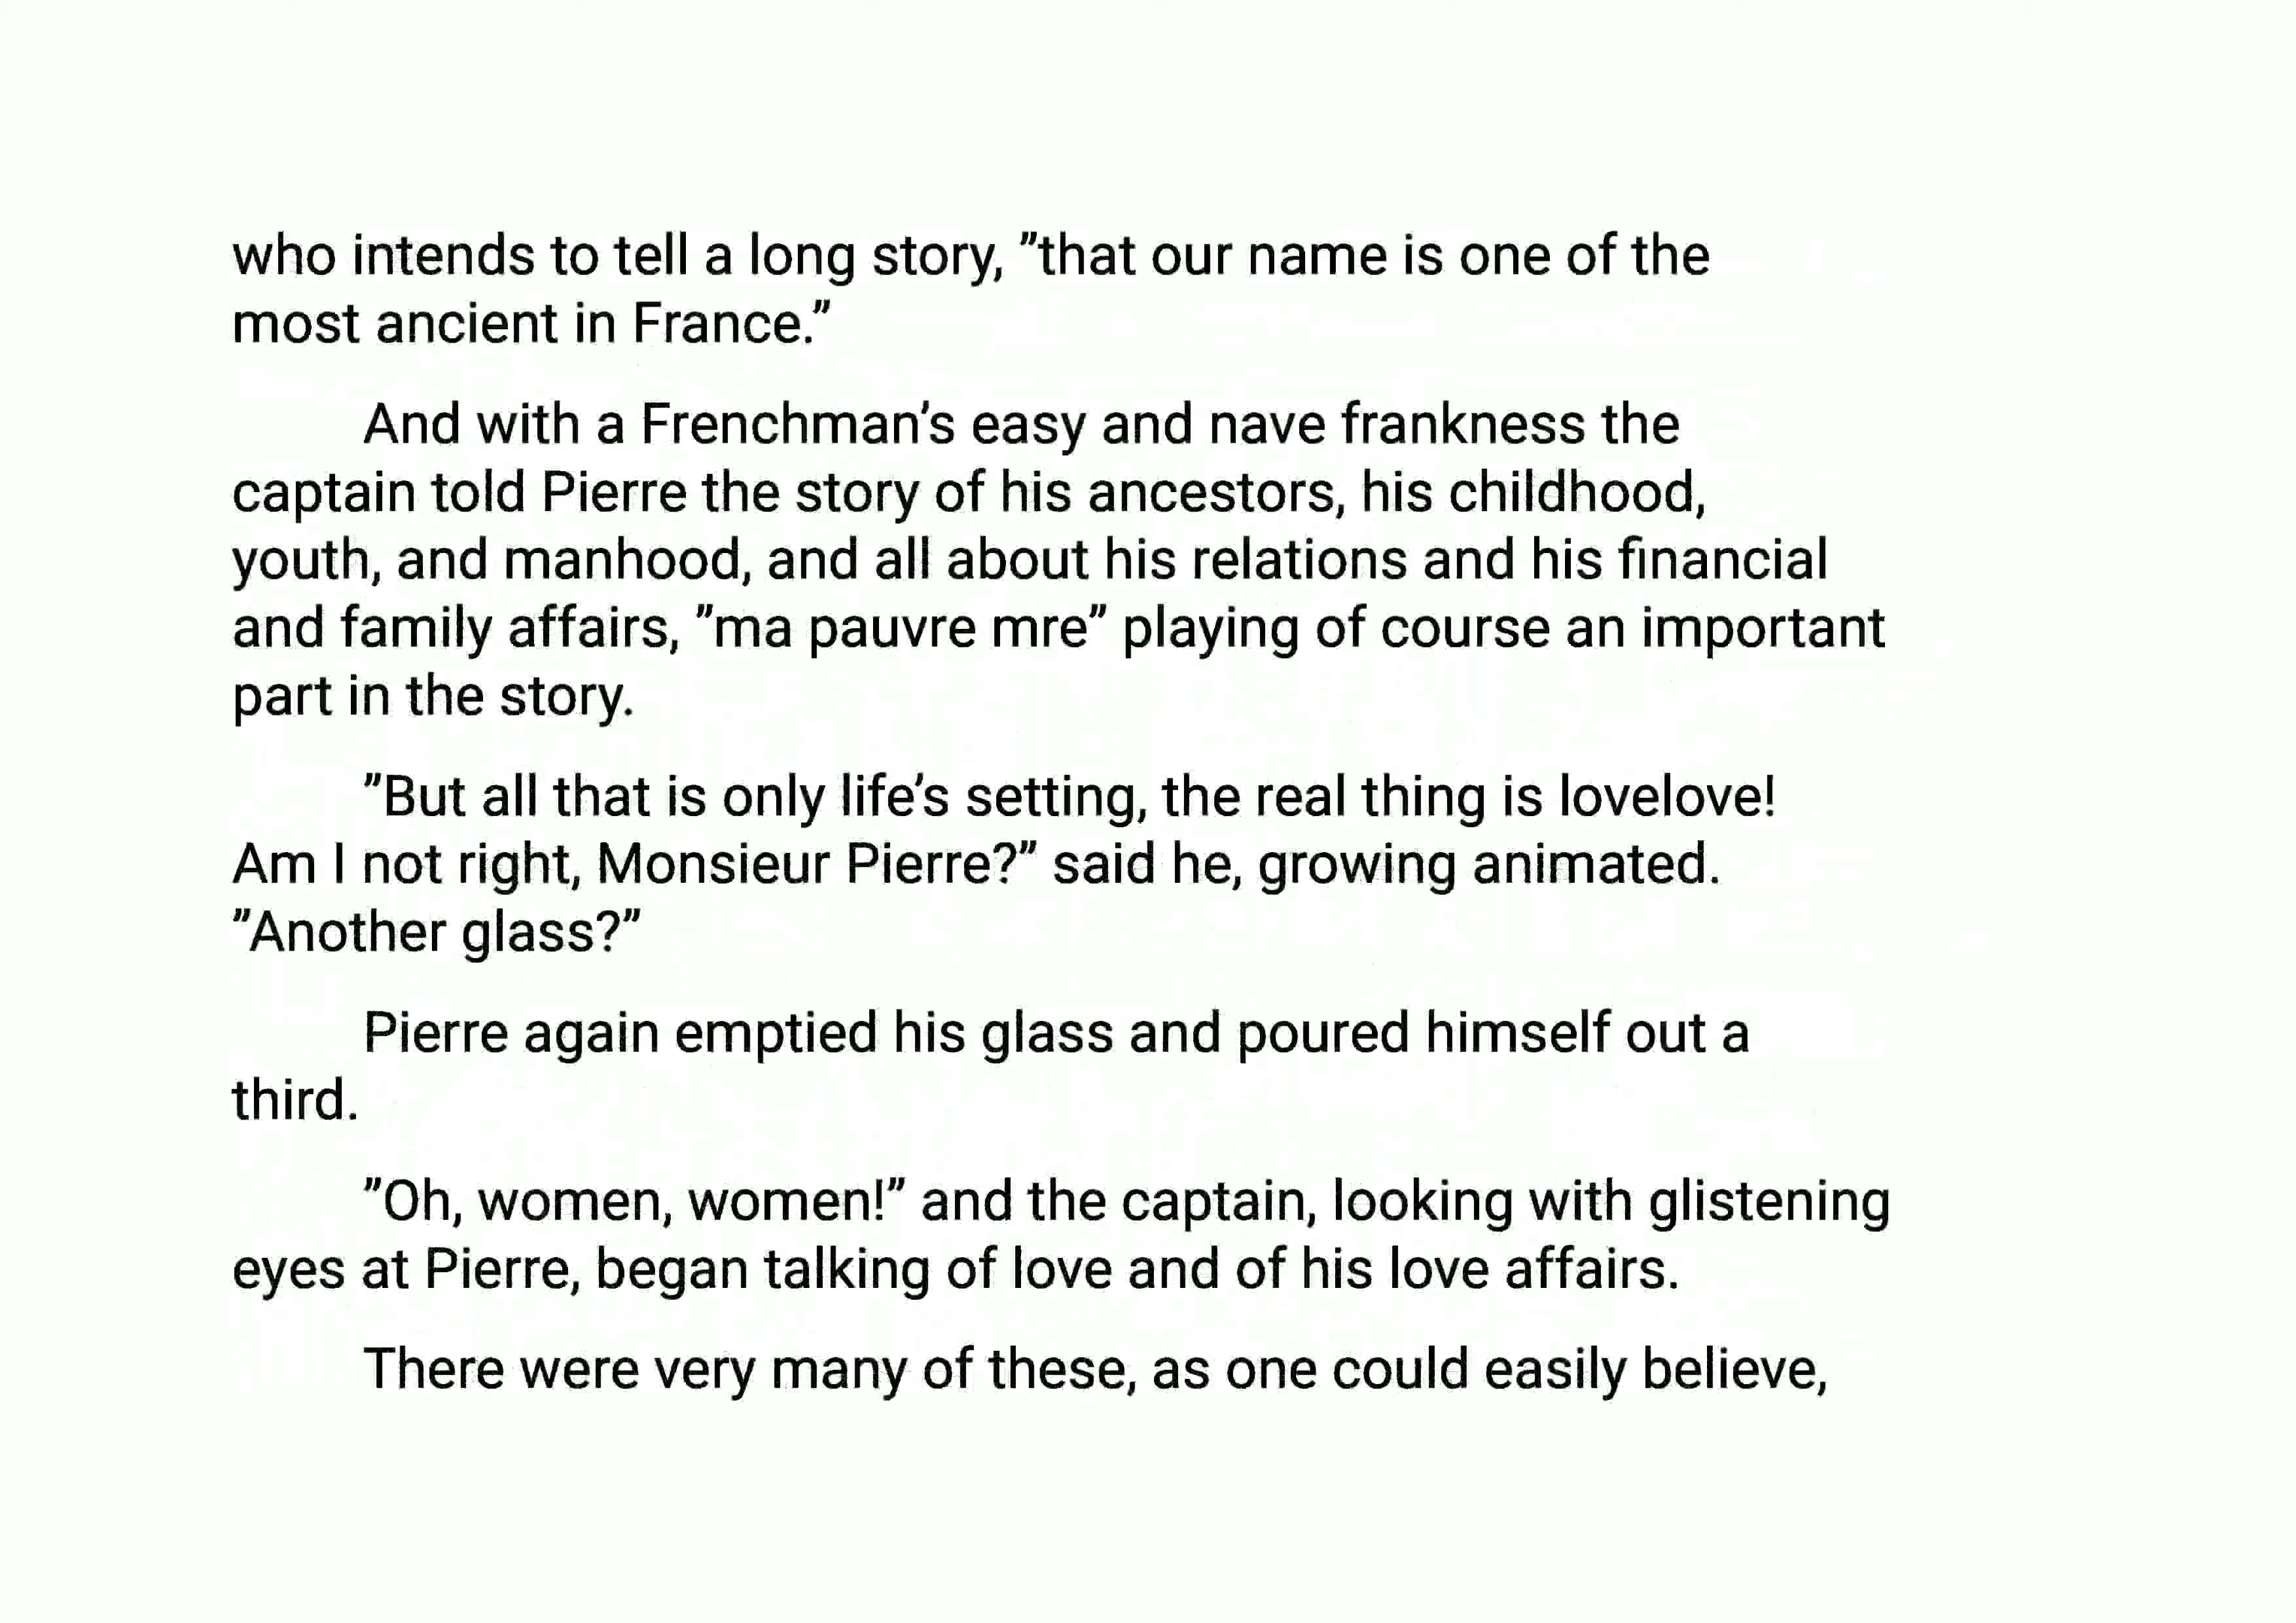 who intends to tell a long story, ”that our name is one of the
most ancient in France.”
And with a Frenchman’s easy and nave frankness the
captain told Pierre the story of his ancestors, his childhood,
youth, and manhood, and all about his relations and his financial
and family affairs, ”ma pauvre mre” playing of course an important
part in the story.
”But all that is only life’s setting, the real thing is lovelove!
Am I not right, Monsieur Pierre?” said he, growing animated.
”Another glass?”
Pierre again emptied his glass and poured himself out a
third.
”Oh, women, women!” and the captain, looking with glistening
eyes at Pierre, began talking of love and of his love affairs.
There were very many of these, as one could easily believe,